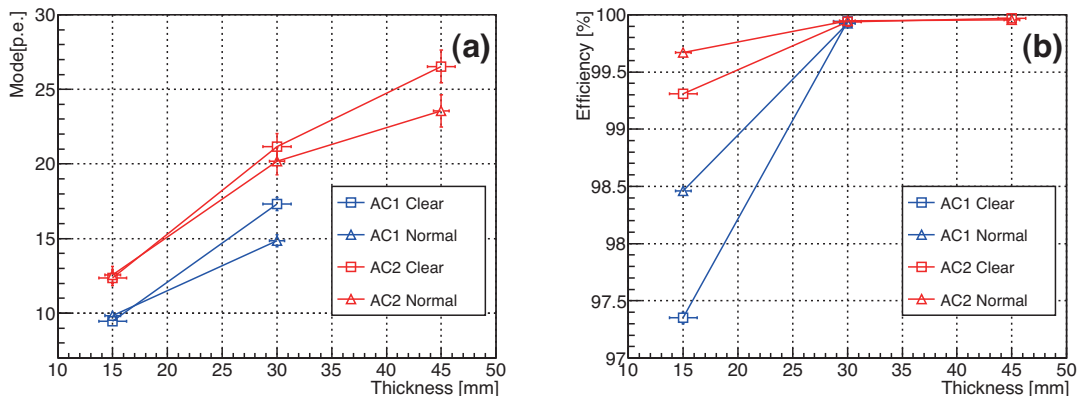 Mode[p.e.]
30
25
20
15
10
(a)
AC1 Clear
AC1 Normal
AC2 Clear
AC2 Normal
10 15 20 25 30 35 40 45 50
Thickness [mm]
Efficiency [%]
100
99.5
99
98.5
98
97.5
97
(b)
AC1 Clear
AC1 Normal
AC2 Clear
AC2 Normal
10 15 20 25 30 35 40 45 50
Thickness [mm]